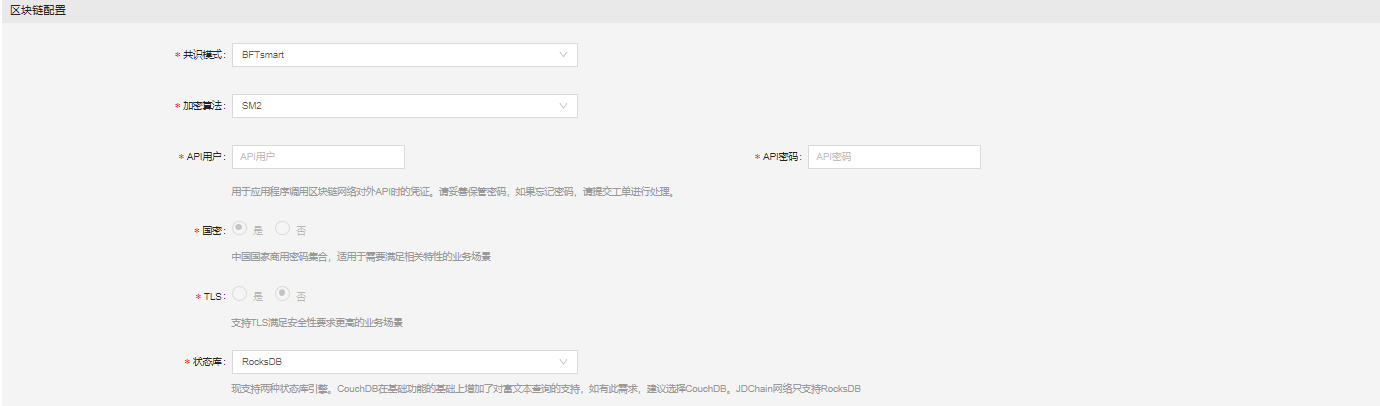 区块链配置
* 共识模式: BFTsmart
* 加密算法: SM2
* API用户: API用户 * API密码: API密码
用于应用程序调用区块链网络对外API时的凭证。请妥善保管密码，如果忘记密码，请提交工单进行处理。
* 国密: 是 否
中国国家商用密码集合，适用于需要满足相关特性的业务场景
* TLS: 是 否
支持TLS满足安全性要求更高的业务场景
* 状态库: RocksDB
现支持两种状态库引擎。CouchDB在基础功能的基础上增加了对富文本查询的支持，如有此需求，建议选择CouchDB。JDChain网络只支持RocksDB